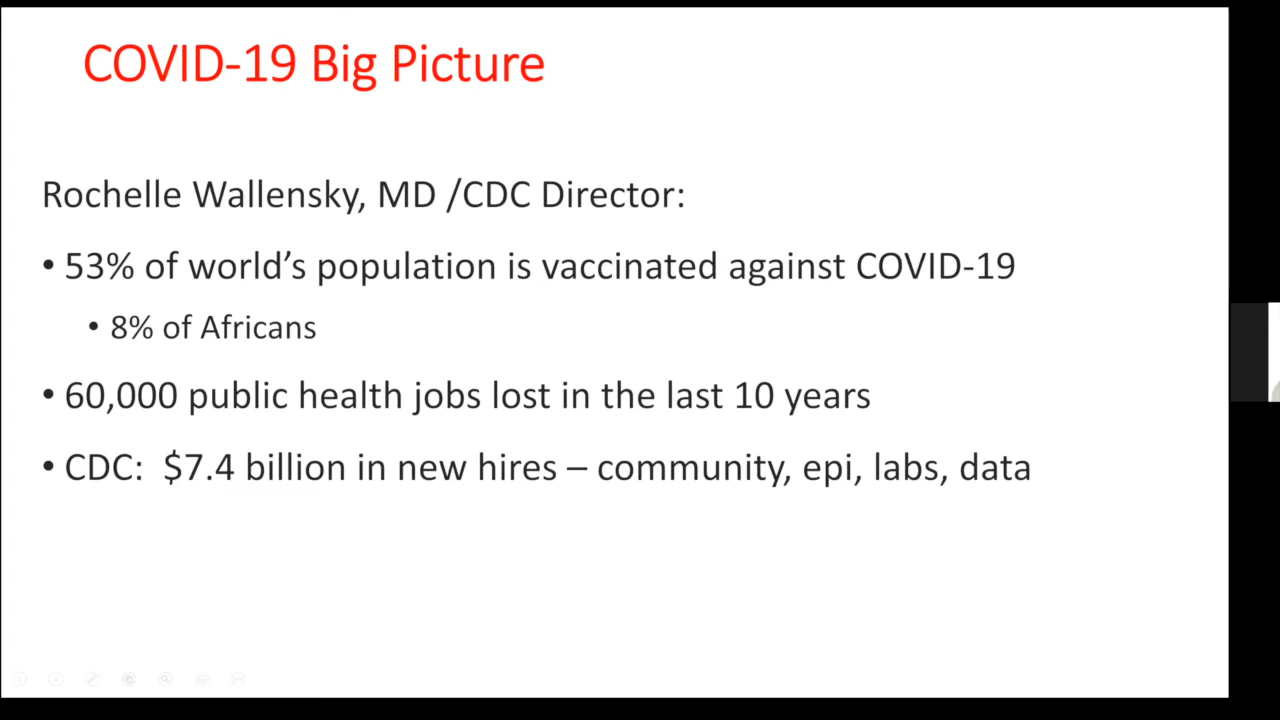 COVID-19 Big Picture
Rochelle Wallensky, MD /CDC Director:
• 53% of world’s population is vaccinated against COVID-19
• 8% of Africans
• 60,000 public health jobs lost in the last 10 years
• CDC:  $7.4 billion in new hires – community, epi, labs, data